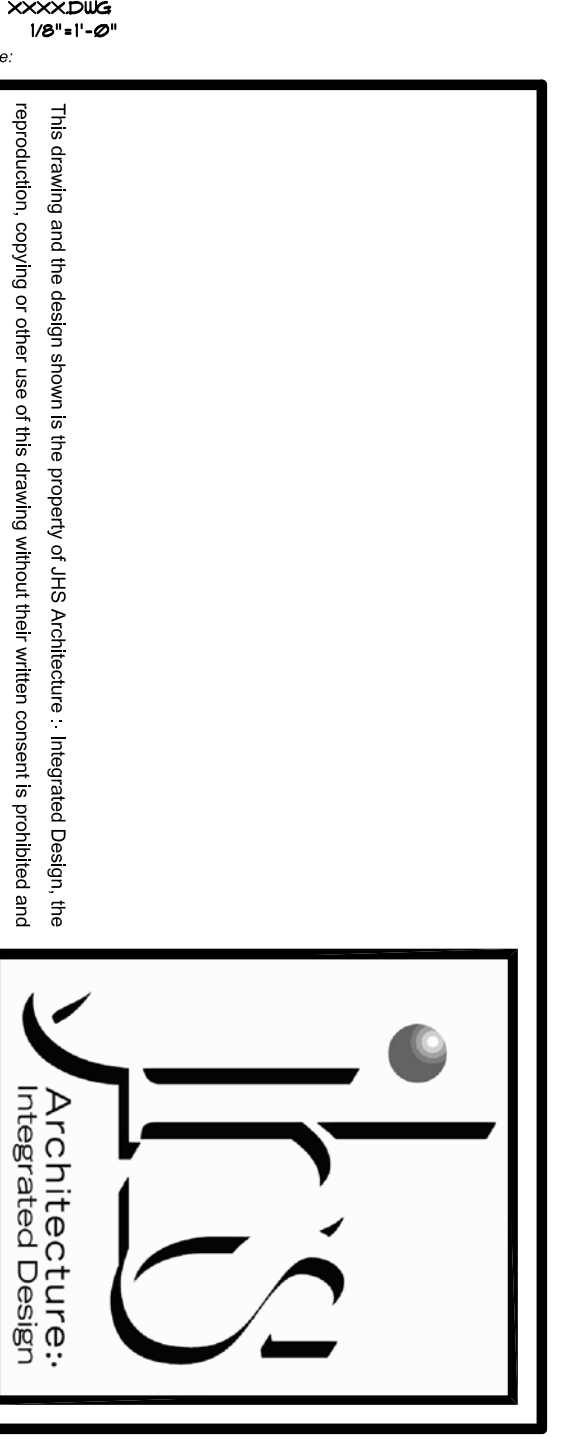 XXXX.DWG
1/8"=1'-0"
e:
This drawing and the design shown is the property of JHS Architecture :· Integrated Design, the
reproduction, copying or other use of this drawing without their written consent is prohibited and
jhs
Architecture:·
Integrated Design